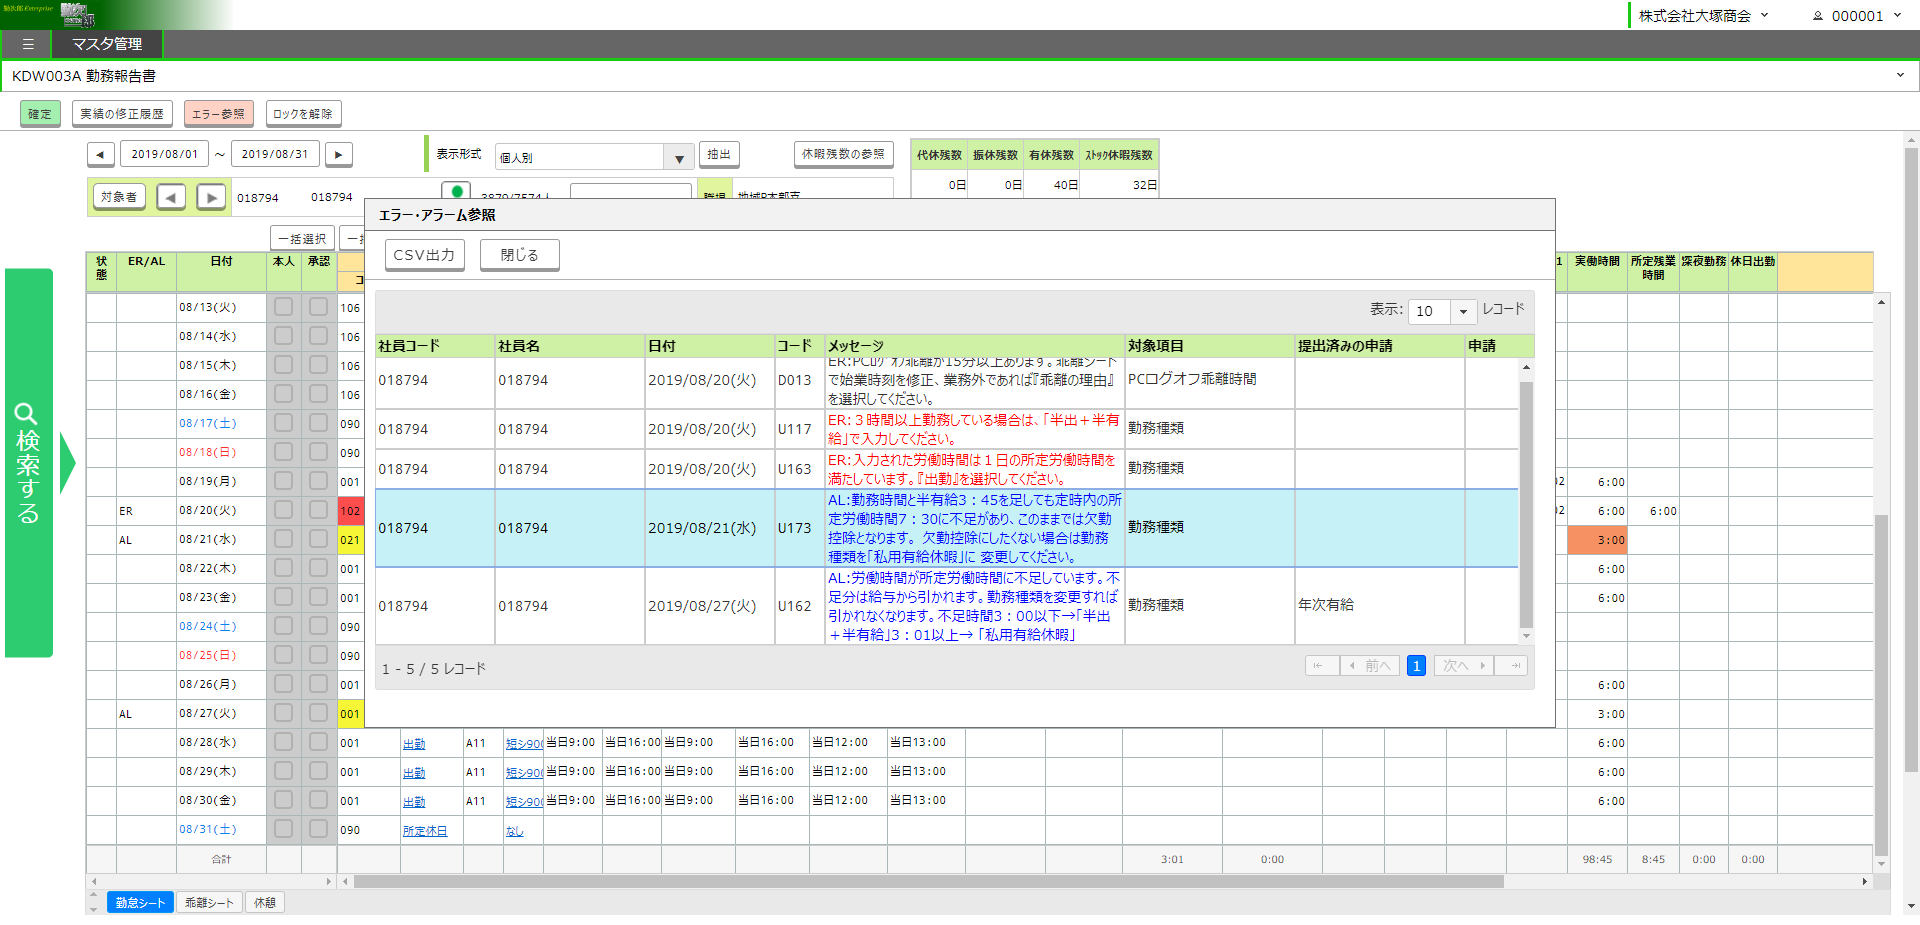 勤次郎Enterprise
株式会社大塚商会
000001
マスタ管理
KDW003A 勤務報告書
確定 実績の修正履歴 エラー参照 ロックを解除
2019/08/01 ～ 2019/08/31
表示形式 個人別 抽出 休暇残数の参照
代休残数 振休残数 有休残数 ｽﾄｯｸ休暇残数
0日 0日 40日 32日
対象者 018794 018794
一括選択
エラー・アラーム参照
CSV出力 閉じる
表示: 10 レコード
社員コード 社員名 日付 コード メッセージ 対象項目 提出済みの申請 申請
018794 018794 2019/08/20(火) D013 ER:PCﾛｸﾞｵﾌ乖離が15分以上あります。乖離シート
で始業時刻を修正、業務外であれば『乖離の理由』
を選択してください。 PCログオフ乖離時間
018794 018794 2019/08/20(火) U117 ER:３時間以上勤務している場合は、「半出＋半有
給」で入力してください。 勤務種類
018794 018794 2019/08/20(火) U163 ER:入力された労働時間は１日の所定労働時間を
満たしています。『出勤』を選択してください。 勤務種類
018794 018794 2019/08/21(水) U173 AL:勤務時間と半有給3：45を足しても定時内の所
定労働時間7：30に不足があり、このままでは欠勤
控除となります。 欠勤控除にしたくない場合は勤務
種類を「私用有給休暇」に 変更してください。 勤務種類
018794 018794 2019/08/27(火) U162 AL:労働時間が所定労働時間に不足しています。不
足分は給与から引かれます。勤務種類を変更すれば
引かれなくなります。不足時間3：00以下→「半出
＋半有給」3：01以上→ 「私用有給休暇」 勤務種類 年次有給
1 - 5 / 5 レコード
前へ 1 次へ
検索する
状態 ER/AL 日付 本人 承認
実働時間 所定残業時間 深夜勤務 休日出勤
08/13(火) 106
08/14(水) 106
08/15(木) 106
08/16(金) 106
08/17(土) 090
08/18(日) 090
08/19(月) 001 6:00
ER 08/20(火) 102 6:00 6:00
AL 08/21(水) 021 3:00
08/22(木) 001 6:00
08/23(金) 001 6:00
08/24(土) 090
08/25(日) 090
08/26(月) 001 6:00
AL 08/27(火) 001 3:00
08/28(水) 001 出勤 A11 短シ900 当日9:00 当日16:00 当日9:00 当日16:00 当日12:00 当日13:00 6:00
08/29(木) 001 出勤 A11 短シ900 当日9:00 当日16:00 当日9:00 当日16:00 当日12:00 当日13:00 6:00
08/30(金) 001 出勤 A11 短シ900 当日9:00 当日16:00 当日9:00 当日16:00 当日12:00 当日13:00 6:00
08/31(土) 090 所定休日 なし
合計 3:01 0:00 98:45 8:45 0:00 0:00
勤怠シート 乖離シート 休憩